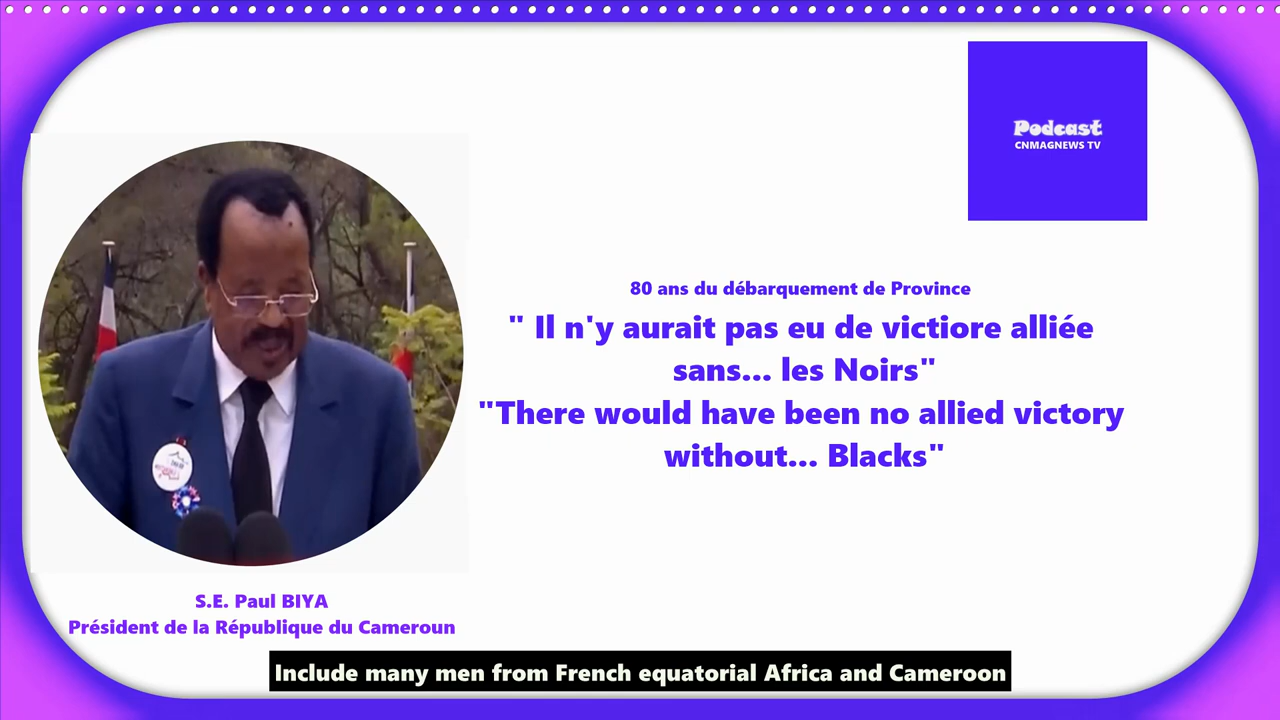 Podcast
CNMAGNEWS TV
80 ans du débarquement de Province
" Il n'y aurait pas eu de victiore alliée
sans... les Noirs"
"There would have been no allied victory
without... Blacks"
S.E. Paul BIYA
Président de la République du Cameroun
Include many men from French equatorial Africa and Cameroon